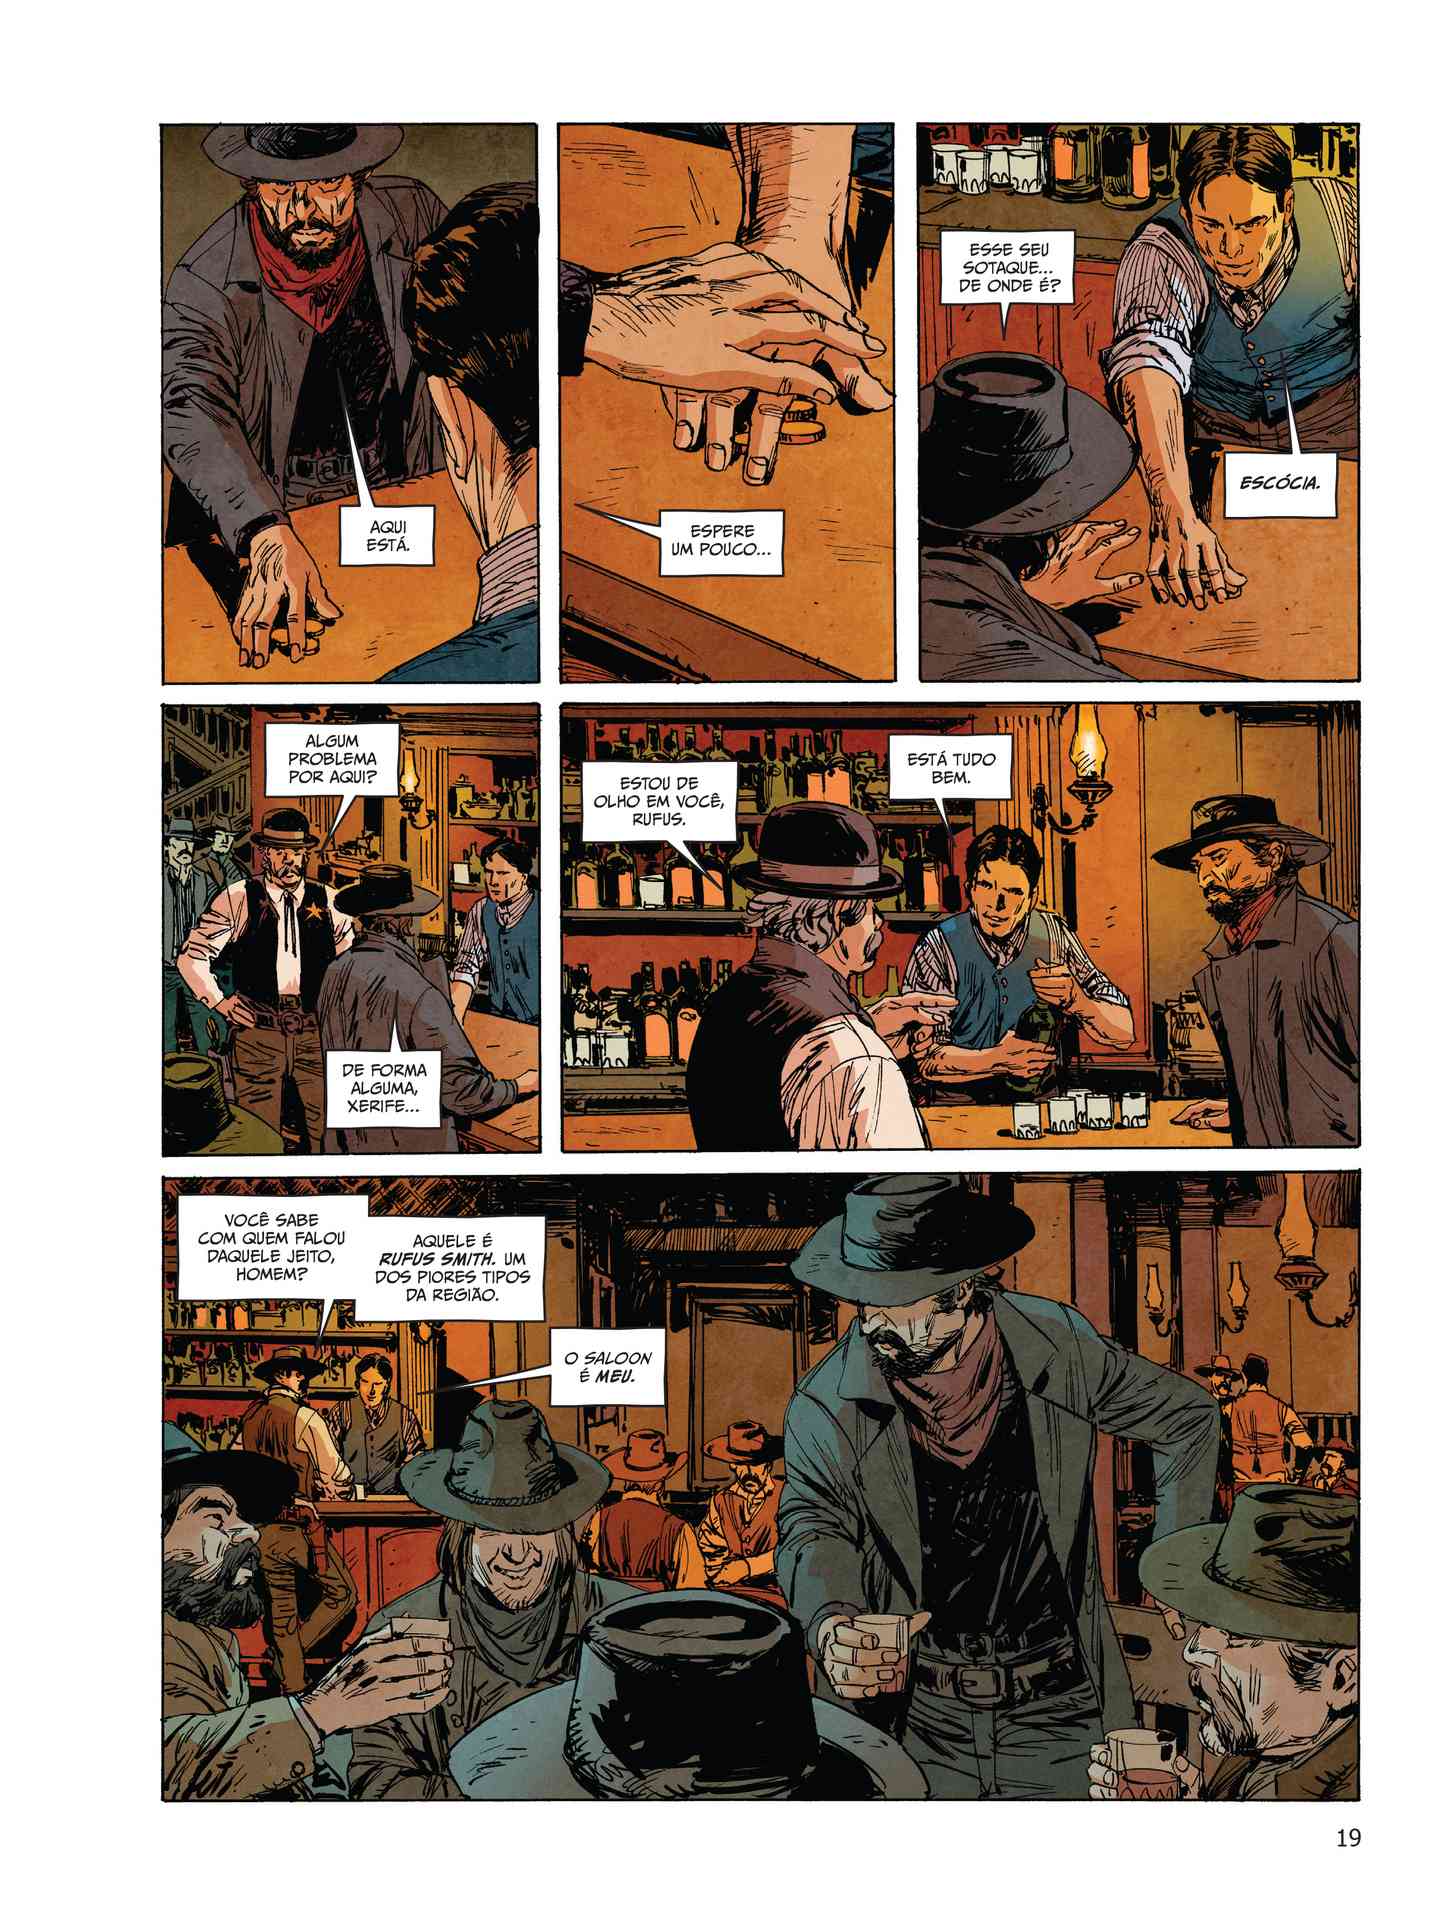 AQUI
ESTÁ.
ESPERE
UM POUCO...
ESSE SEU
SOTAQUE...
DE ONDE É?
ESCÓCIA.
ALGUM
PROBLEMA
POR AQUI?
DE FORMA
ALGUMA,
XERIFE...
ESTOU DE
OLHO EM VOCÊ,
RUFUS.
ESTÁ TUDO
BEM.
VOCÊ SABE
COM QUEM FALOU
DAQUELE JEITO,
HOMEM?
AQUELE É
RUFUS SMITH. UM
DOS PIORES TIPOS
DA REGIÃO.
O SALOON
É MEU.
19